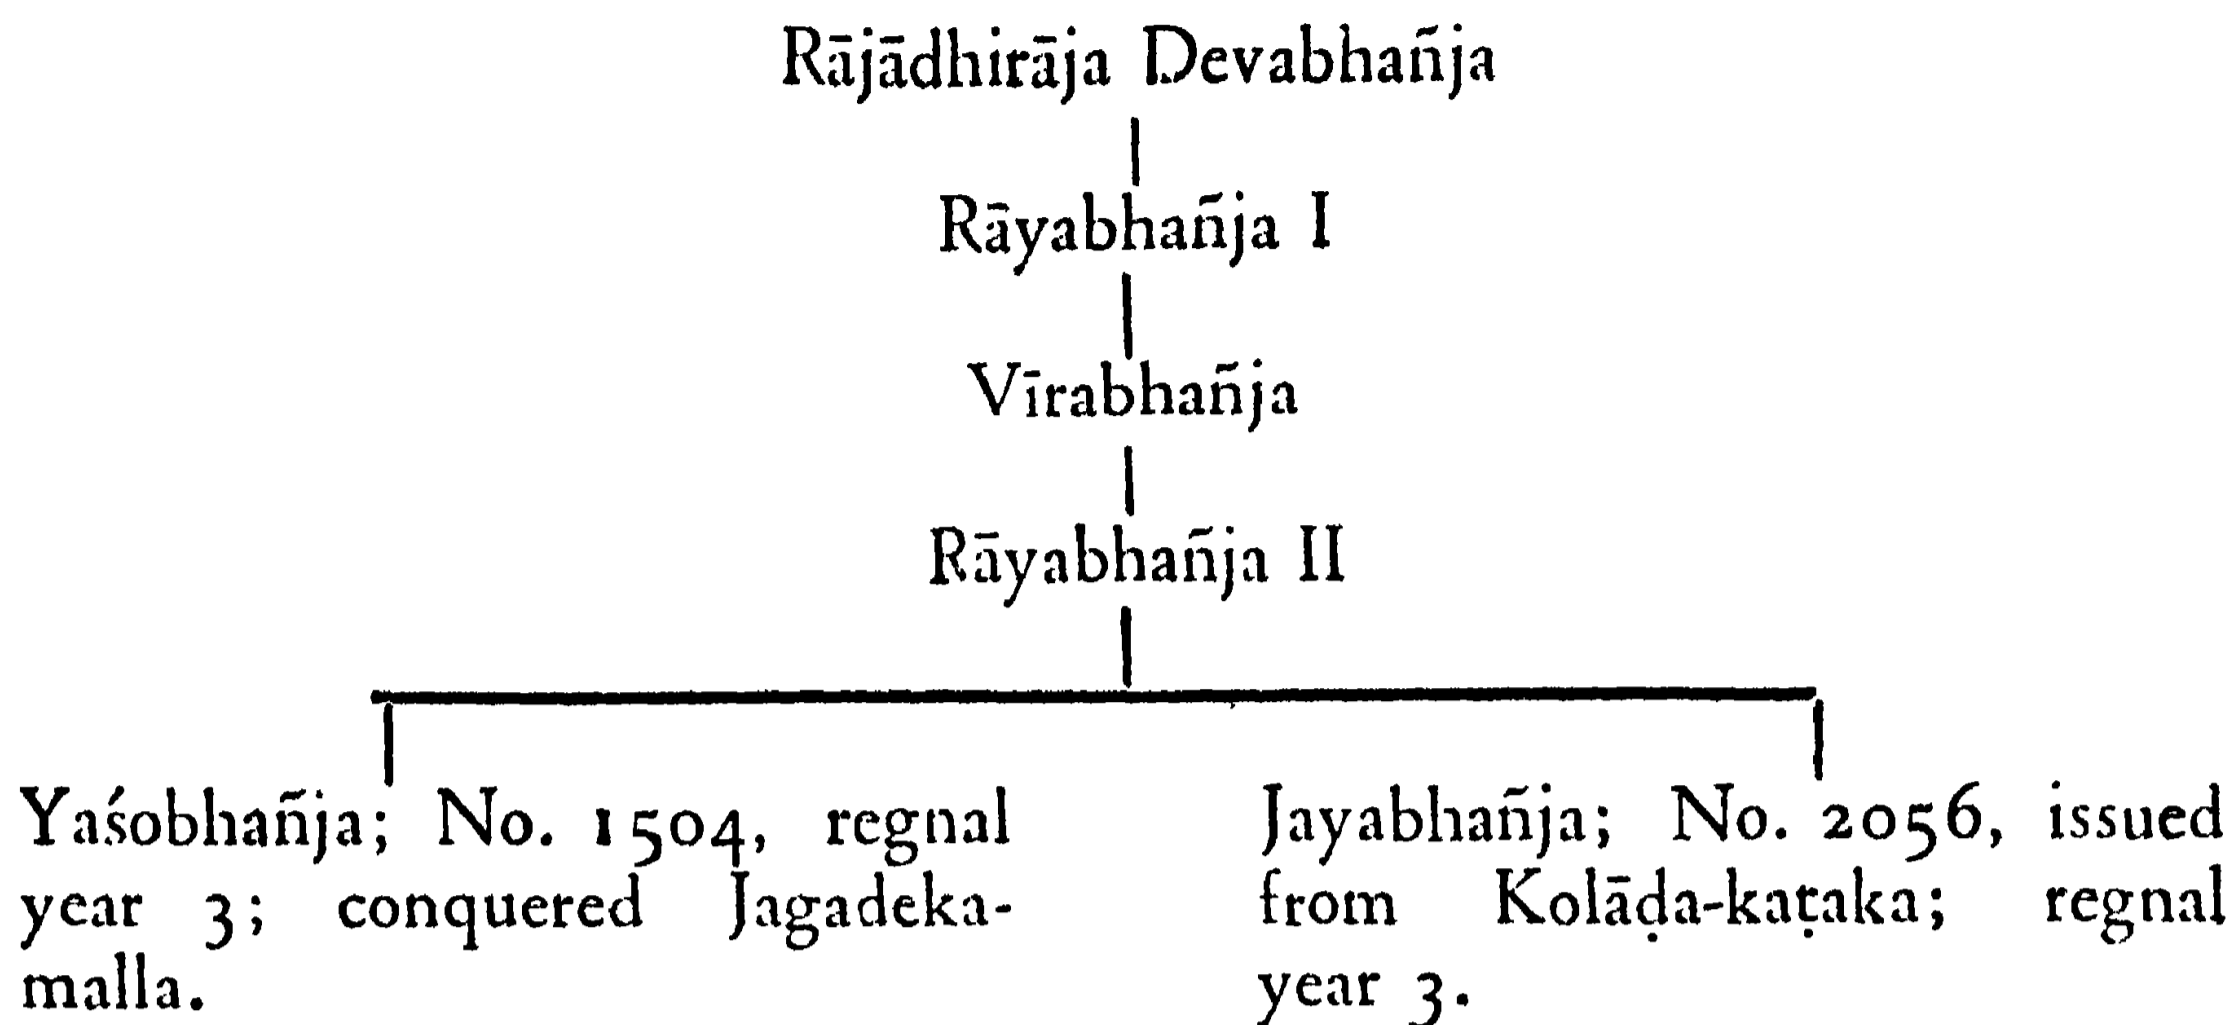 Rājādhirāja Devabhañja
Rāyabhañja I
Vīrabhañja
Rāyabhañja II
Yaśobhañja; No. 1504, regnal
year 3; conquered Jagadeka-
malla.
Jayabhañja; No. 2056, issued
from Kolāḍa-kaṭaka; regnal
year 3.